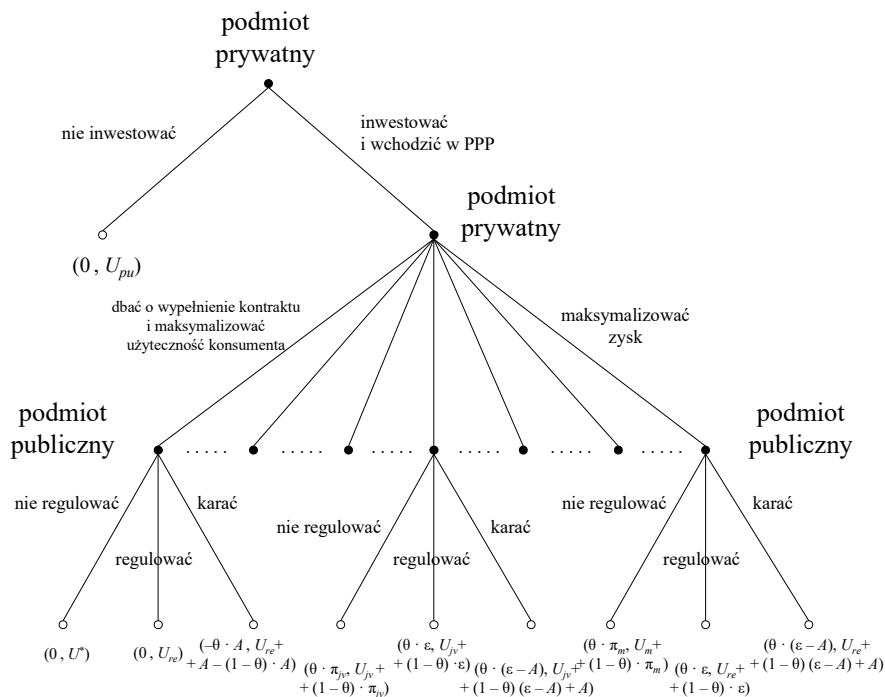 podmiot
prywatny
nie inwestować
inwestować
i wchodzić w PPP
podmiot
prywatny
(0 , U_pu)
dbać o wypełnienie kontraktu
i maksymalizować
użyteczność konsumenta
maksymalizować
zysk
podmiot
publiczny
podmiot
publiczny
..... ..... ..... ..... ..... .....
nie regulować
karać
nie regulować
karać
nie regulować
karać
regulować
regulować
regulować
(0 , U*)
(0 , U_re)
(–θ · A , U_re+
+ A – (1 – θ) · A)
(θ · π_jv, U_jv+
+ (1 – θ) · π_jv)
(θ · ε, U_jv+
+ (1 – θ) · ε)
(θ · (ε – A), U_jv+
+ (1 – θ) (ε – A) + A)
(θ · π_m, U_m+
+ (1 – θ) · π_m)
(θ · ε, U_re+
+ (1 – θ) · ε)
(θ · (ε – A), U_re+
+ (1 – θ) (ε – A) + A)